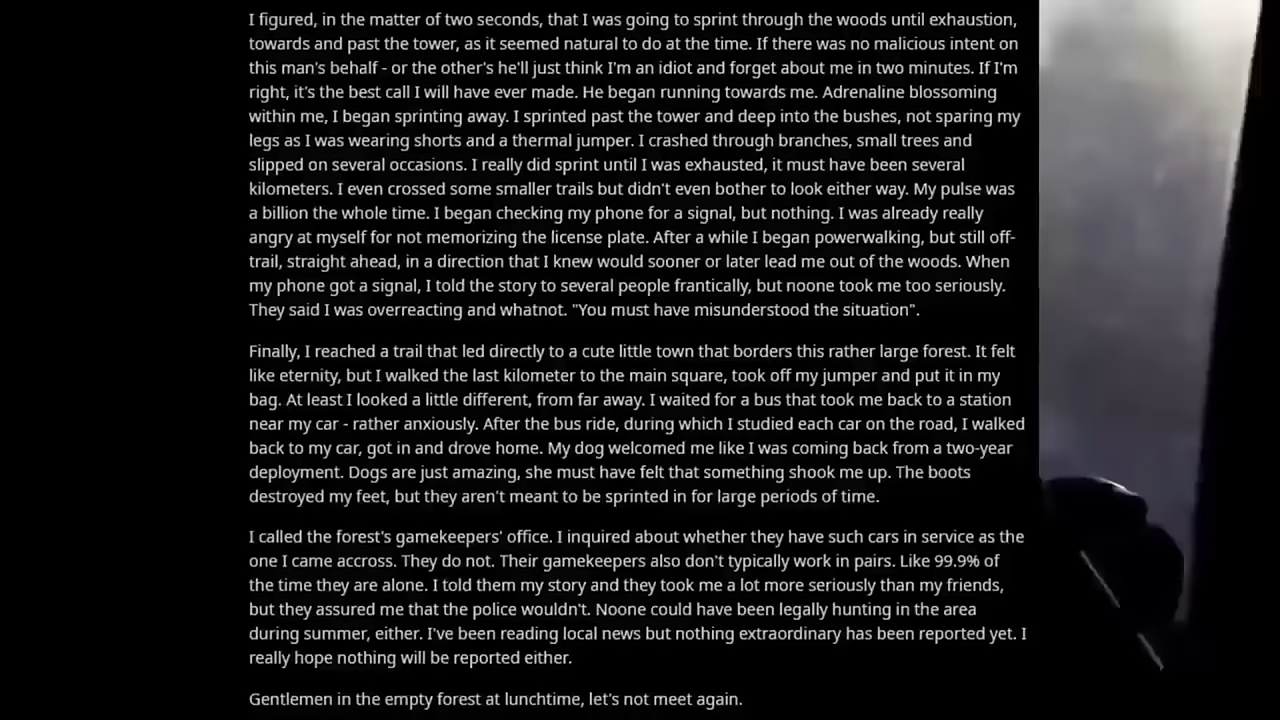 I figured, in the matter of two seconds, that I was going to sprint through the woods until exhaustion,
towards and past the tower, as it seemed natural to do at the time. If there was no malicious intent on
this man's behalf - or the other's he'll just think I'm an idiot and forget about me in two minutes. If I'm
right, it's the best call I will have ever made. He began running towards me. Adrenaline blossoming
within me, I began sprinting away. I sprinted past the tower and deep into the bushes, not sparing my
legs as I was wearing shorts and a thermal jumper. I crashed through branches, small trees and
slipped on several occasions. I really did sprint until I was exhausted, it must have been several
kilometers. I even crossed some smaller trails but didn't even bother to look either way. My pulse was
a billion the whole time. I began checking my phone for a signal, but nothing. I was already really
angry at myself for not memorizing the license plate. After a while I began powerwalking, but still off-
trail, straight ahead, in a direction that I knew would sooner or later lead me out of the woods. When
my phone got a signal, I told the story to several people frantically, but noone took me too seriously.
They said I was overreacting and whatnot. "You must have misunderstood the situation".
Finally, I reached a trail that led directly to a cute little town that borders this rather large forest. It felt
like eternity, but I walked the last kilometer to the main square, took off my jumper and put it in my
bag. At least I looked a little different, from far away. I waited for a bus that took me back to a station
near my car - rather anxiously. After the bus ride, during which I studied each car on the road, I walked
back to my car, got in and drove home. My dog welcomed me like I was coming back from a two-year
deployment. Dogs are just amazing, she must have felt that something shook me up. The boots
destroyed my feet, but they aren't meant to be sprinted in for large periods of time.
I called the forest's gamekeepers' office. I inquired about whether they have such cars in service as the
one I came accross. They do not. Their gamekeepers also don't typically work in pairs. Like 99.9% of
the time they are alone. I told them my story and they took me a lot more seriously than my friends,
but they assured me that the police wouldn't. Noone could have been legally hunting in the area
during summer, either. I've been reading local news but nothing extraordinary has been reported yet. I
really hope nothing will be reported either.
Gentlemen in the empty forest at lunchtime, let's not meet again.